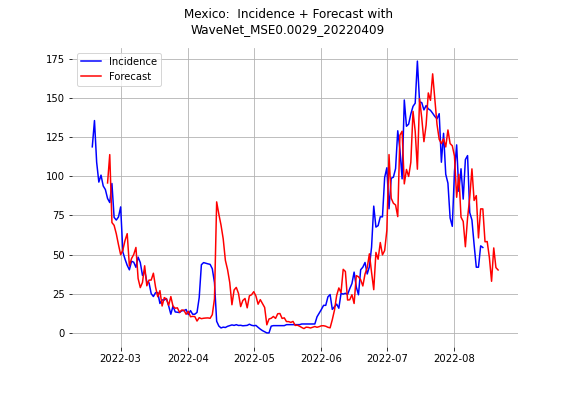 Mexico:  Incidence + Forecast with
WaveNet_MSE0.0029_20220409
Incidence
Forecast
175
150
125
100
75
50
25
0
2022-03 2022-04 2022-05 2022-06 2022-07 2022-08